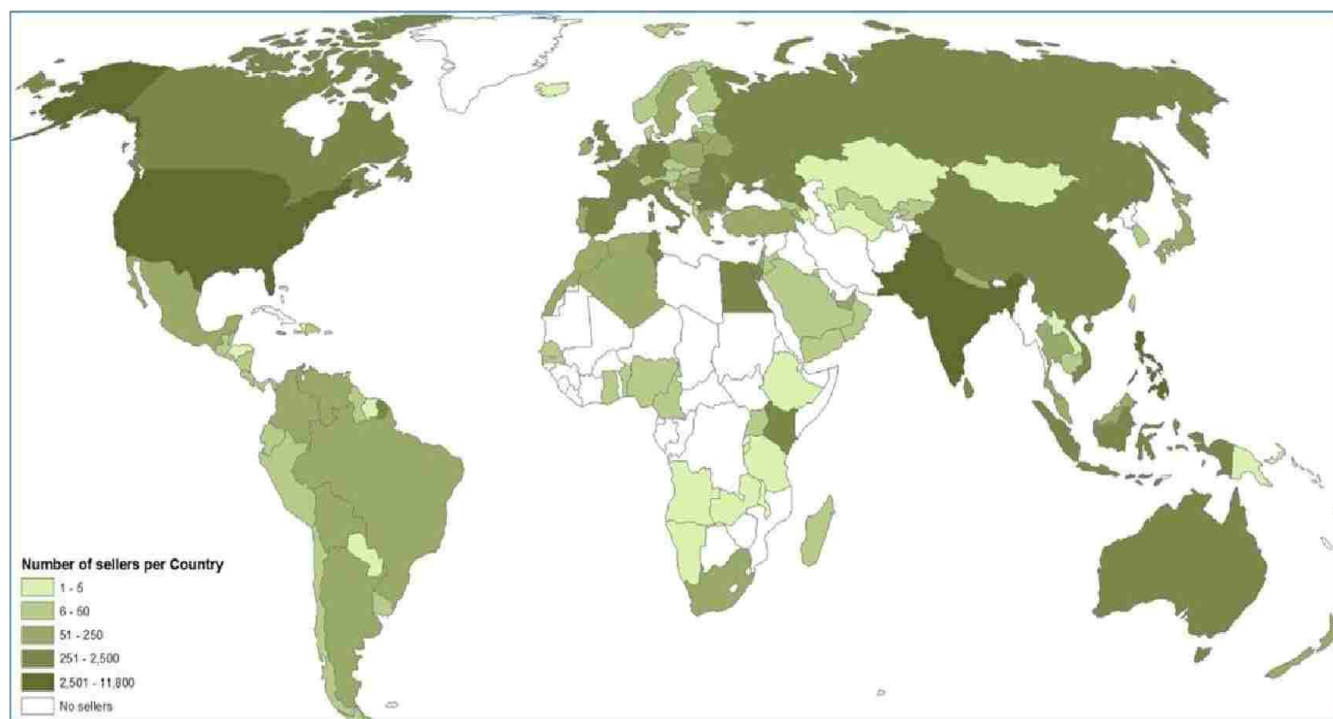 Number of sellers per Country
1 - 5
6 - 50
51 - 250
251 - 2,500
2,501 - 11,800
No sellers